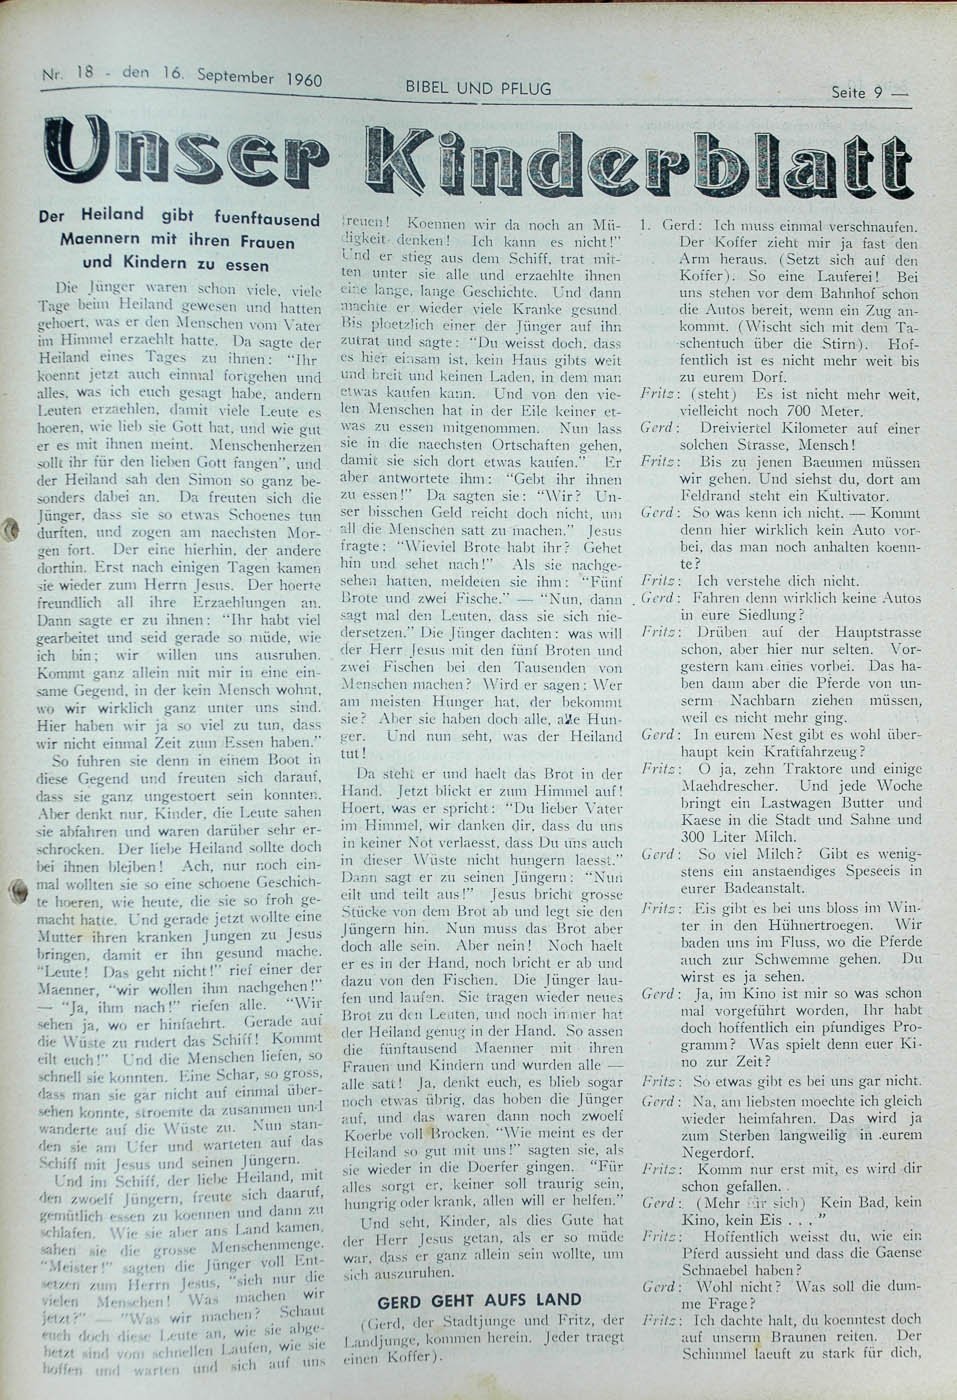 Nr. 18 - den 16. September 1960
BIBEL UND PFLUG
Seite 9 —
Unser Kinderblatt
Der Heiland gibt fuenftausend
Maennern mit ihren Frauen
und Kindern zu essen
Die Jünger waren schon viele, viele
Tage beim Heiland gewesen und hatten
gehoert, was er den Menschen vom Vater
im Himmel erzaehlt hatte. Da sagte der
Heiland eines Tages zu ihnen: "Ihr
koennt jetzt auch einmal fortgehen und
alles, was ich euch gesagt habe, andern
Leuten erzaehlen, damit viele Leute es
hoeren, wie lieb sie Gott hat, und wie gut
er es mit ihnen meint. Menschenherzen
sollt ihr für den lieben Gott fangen", und
der Heiland sah den Simon so ganz be-
sonders dabei an. Da freuten sich die
Jünger, dass sie so etwas Schoenes tun
durften, und zogen am naechsten Mor-
gen fort. Der eine hierhin, der andere
dorthin. Erst nach einigen Tagen kamen
sie wieder zum Herrn Jesus. Der hoerte
freundlich all ihre Erzaehlungen an.
Dann sagte er zu ihnen: "Ihr habt viel
gearbeitet und seid gerade so müde, wie
ich bin; wir willen uns ausruhen.
Kommt ganz allein mit mir in eine ein-
same Gegend, in der kein Mensch wohnt,
wo wir wirklich ganz unter uns sind.
Hier haben wir ja so viel zu tun, dass
wir nicht einmal Zeit zum Essen haben."
So fuhren sie denn in einem Boot in
diese Gegend und freuten sich darauf,
dass sie ganz ungestoert sein konnten.
Aber denkt nur, Kinder, die Leute sahen
sie abfahren und waren darüber sehr er-
schrocken. Der liebe Heiland sollte doch
bei ihnen bleiben! Ach, nur noch ein-
mal wollten sie so eine schoene Geschich-
te hoeren, wie heute, die sie so froh ge-
macht hatte. Und gerade jetzt wollte eine
Mutter ihren kranken Jungen zu Jesus
bringen, damit er ihn gesund mache.
"Leute! Das geht nicht!" rief einer der
Maenner, "wir wollen ihm nachgehen!"
— "Ja, ihm nach!" riefen alle. "Wir
sehen ja, wo er hinfaehrt. Gerade auf
die Wüste zu rudert das Schiff! Kommt
eilt euch!" Und die Menschen liefen, so
schnell sie konnten. Eine Schar, so gross,
dass man sie gar nicht auf einmal über-
sehen konnte, stroemte da zusammen und
wanderte auf die Wüste zu. Nun stan-
den sie am Ufer und warteten auf das
Schiff mit Jesus und seinen Jüngern.
Und im Schiff, der liebe Heiland, mit
den zwoelf Jüngern, freute sich daarut,
gemütlich essen zu koennen und dann zu
schlafen. Wie sie aber ans Land kamen,
sahen sie die grosse Menschenmenge.
"Meister!" sagten die Jünger voll Ent-
setzen zum Herrn Jesus, "sieh nur die
vielen Menschen! Was machen wir
jetzt?" — "Was wir machen? Schaut
euch doch diese Leute an, wie sie abge-
hetzt sind vom schnellen Laufen, wie sie
hoffen und warten und sich auf uns
freuen! Koennen wir da noch an Mü-
digkeit denken! Ich kann es nicht!"
Und er stieg aus dem Schiff, trat mit-
ten unter sie alle und erzaehlte ihnen
eine lange, lange Geschichte. Und dann
machte er wieder viele Kranke gesund.
Bis ploetzlich einer der Jünger auf ihn
zutrat und sagte: "Du weisst doch, dass
es hier einsam ist, kein Haus gibts weit
und breit und keinen Laden, in dem man
etwas kaufen kann. Und von den vie-
len Menschen hat in der Eile keiner et-
was zu essen mitgenommen. Nun lass
sie in die naechsten Ortschaften gehen,
damit sie sich dort etwas kaufen." Er
aber antwortete ihm: "Gebt ihr ihnen
zu essen!" Da sagten sie: "Wir? Un-
ser bisschen Geld reicht doch nicht, um
all die Menschen satt zu machen." Jesus
fragte: "Wieviel Brote habt ihr? Gehet
hin und sehet nach!" Als sie nachge-
sehen hatten, meldeten sie ihm: "Fünf
Brote und zwei Fische." — "Nun, dann
sagt mal den Leuten, dass sie sich nie-
dersetzen." Die Jünger dachten: was will
der Herr Jesus mit den fünf Broten und
zwei Fischen bei den Tausenden von
Menschen machen? Wird er sagen: Wer
am meisten Hunger hat, der bekommt
sie? Aber sie haben doch alle, alle Hun-
ger. Und nun seht, was der Heiland
tut!
Da steht er und haelt das Brot in der
Hand. Jetzt blickt er zum Himmel auf!
Hoert, was er spricht: "Du lieber Vater
im Himmel, wir danken dir, dass du uns
in keiner Not verlaesst, dass Du uns auch
in dieser Wüste nicht hungern laesst."
Dann sagt er zu seinen Jüngern: "Nun
eilt und teilt aus!" Jesus bricht grosse
Stücke von dem Brot ab und legt sie den
Jüngern hin. Nun muss das Brot aber
doch alle sein. Aber nein! Noch haelt
er es in der Hand, noch bricht er ab und
dazu von den Fischen. Die Jünger lau-
fen und laufen. Sie tragen wieder neues
Brot zu den Leuten, und noch immer hat
der Heiland genug in der Hand. So assen
die fünftausend Maenner mit ihren
Frauen und Kindern und wurden alle —
alle satt! Ja, denkt euch, es blieb sogar
noch etwas übrig, das hoben die Jünger
auf, und das waren dann noch zwoelf
Koerbe voll Brocken. "Wie meint es der
Heiland so gut mit uns!" sagten sie, als
sie wieder in die Doerfer gingen. "Für
alles sorgt er, keiner soll traurig sein,
hungrig oder krank, allen will er helfen."
Und seht, Kinder, als dies Gute hat
der Herr Jesus getan, als er so müde
war, dass er ganz allein sein wollte, um
sich auszuruhen.
GERD GEHT AUFS LAND
(Gerd, der Stadtjunge und Fritz, der
Landjunge, kommen herein. Jeder traegt
einen Koffer).
1. Gerd: Ich muss einmal verschnaufen.
Der Koffer zieht mir ja fast den
Arm heraus. (Setzt sich auf den
Koffer). So eine Lauferei! Bei
uns stehen vor dem Bahnhof schon
die Autos bereit, wenn ein Zug an-
kommt. (Wischt sich mit dem Ta-
schentuch über die Stirn). Hof-
fentlich ist es nicht mehr weit bis
zu eurem Dorf.
Fritz: (steht) Es ist nicht mehr weit,
vielleicht noch 700 Meter.
Gerd: Dreiviertel Kilometer auf einer
solchen Strasse, Mensch!
Fritz: Bis zu jenen Baeumen müssen
wir gehen. Und siehst du, dort am
Feldrand steht ein Kultivator.
Gerd: So was kenn ich nicht. — Kommt
denn hier wirklich kein Auto vor-
bei, das man noch anhalten koenn-
te?
Fritz: Ich verstehe dich nicht.
Gerd: Fahren denn wirklich keine Autos
in eure Siedlung?
Fritz: Drüben auf der Hauptstrasse
schon, aber hier nur selten. Vor-
gestern kam eines vorbei. Das ha-
ben dann aber die Pferde von un-
serm Nachbarn ziehen müssen,
weil es nicht mehr ging.
Gerd: In eurem Nest gibt es wohl über-
haupt kein Kraftfahrzeug?
Fritz: O ja, zehn Traktore und einige
Maehdrescher. Und jede Woche
bringt ein Lastwagen Butter und
Kaese in die Stadt und Sahne und
300 Liter Milch.
Gerd: So viel Milch? Gibt es wenig-
stens ein anstaendiges Speseeis in
eurer Badeanstalt.
Fritz: Eis gibt es bei uns bloss im Win-
ter in den Hühnertroegen. Wir
baden uns im Fluss, wo die Pferde
auch zur Schwemme gehen. Du
wirst es ja sehen.
Gerd: Ja, im Kino ist mir so was schon
mal vorgeführt worden, Ihr habt
doch hoffentlich ein pfundiges Pro-
gramm? Was spielt denn euer Ki-
no zur Zeit?
Fritz: So etwas gibt es bei uns gar nicht.
Gerd: Na, am liebsten moechte ich gleich
wieder heimfahren. Das wird ja
zum Sterben langweilig in eurem
Negerdorf.
Fritz: Komm nur erst mit, es wird dir
schon gefallen.
Gerd: (Mehr für sich) Kein Bad, kein
Kino, kein Eis . . ."
Fritz: Hoffentlich weisst du, wie ein
Pferd aussieht und dass die Gaense
Schnaebel haben?
Gerd: Wohl nicht? Was soll die dum-
me Frage?
Fritz: Ich dachte halt, du koenntest doch
auf unserm Braunen reiten. Der
Schimmel laeuft zu stark für dich,